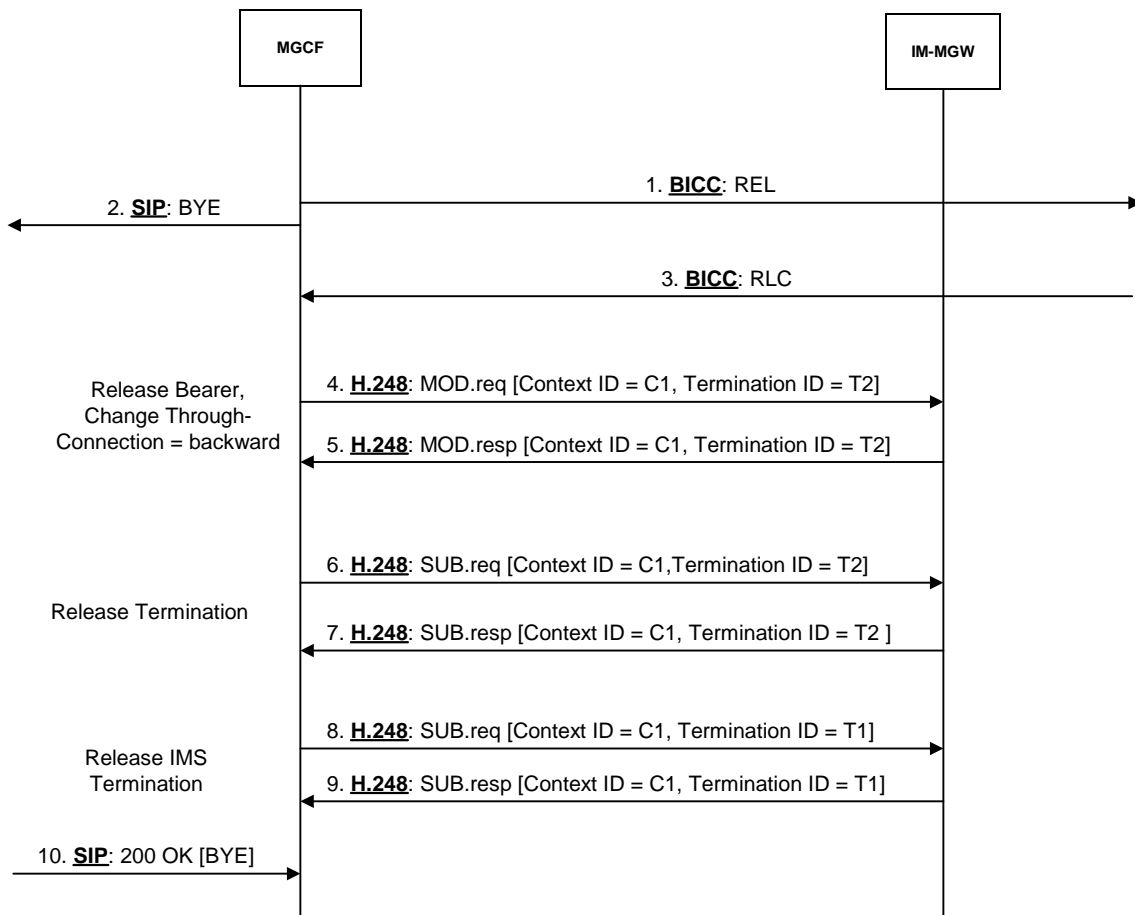 MGCF
IM-MGW
1. BICC: REL
2. SIP: BYE
3. BICC: RLC
Release Bearer,
Change Through-
Connection = backward
4. H.248: MOD.req [Context ID = C1, Termination ID = T2]
5. H.248: MOD.resp [Context ID = C1, Termination ID = T2]
6. H.248: SUB.req [Context ID = C1,Termination ID = T2]
Release Termination
7. H.248: SUB.resp [Context ID = C1, Termination ID = T2 ]
8. H.248: SUB.req [Context ID = C1, Termination ID = T1]
Release IMS
Termination
9. H.248: SUB.resp [Context ID = C1, Termination ID = T1]
10. SIP: 200 OK [BYE]